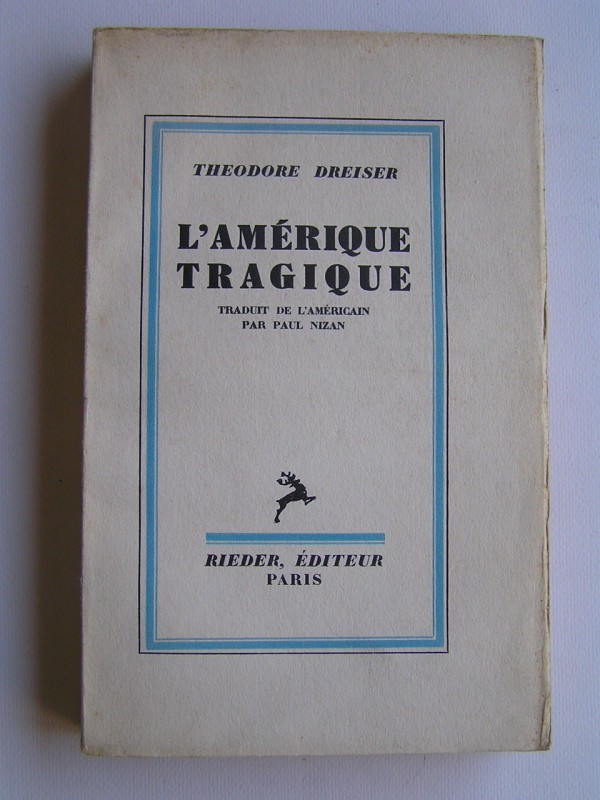 THEODORE DREISER
L'AMÉRIQUE
TRAGIQUE
TRADUIT DE L'AMÉRICAIN
PAR PAUL NIZAN
RIEDER, ÉDITEUR
PARIS